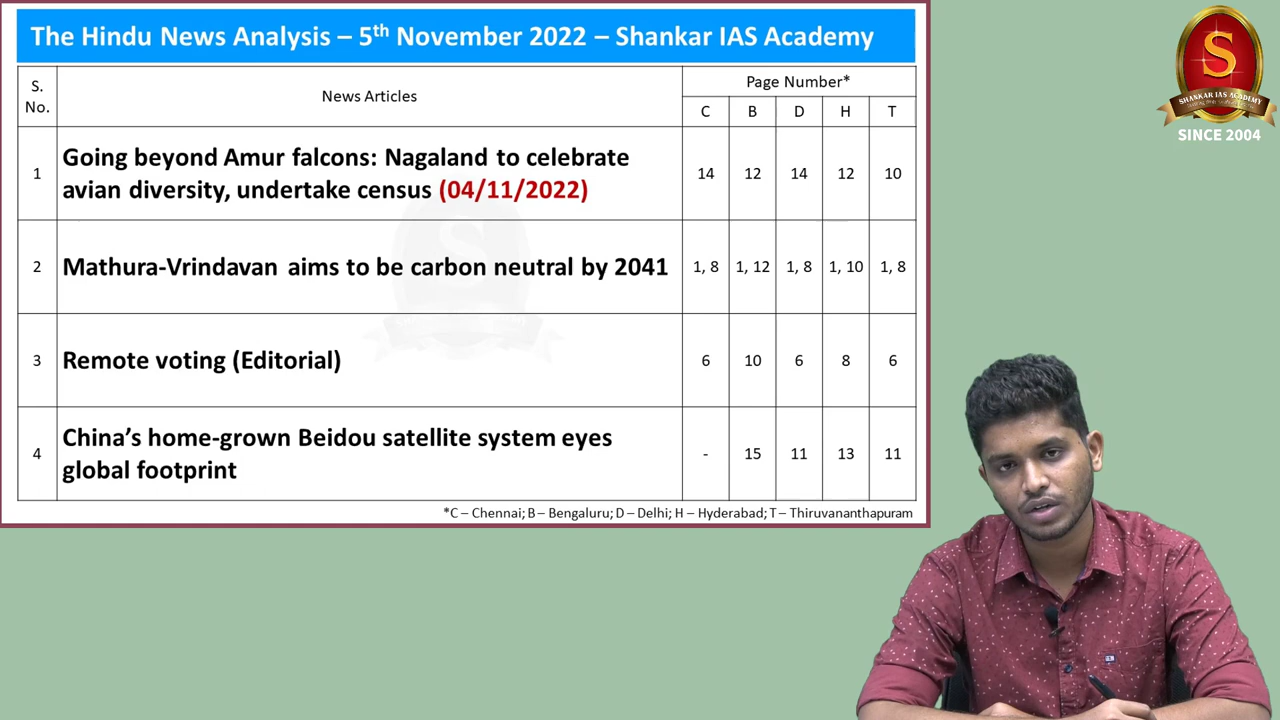 The Hindu News Analysis – 5th November 2022 – Shankar IAS Academy
S. No.
News Articles
Page Number*
C B D H T
1
Going beyond Amur falcons: Nagaland to celebrate
avian diversity, undertake census (04/11/2022)
14 12 14 12 10
2
Mathura-Vrindavan aims to be carbon neutral by 2041
1, 8 1, 12 1, 8 1, 10 1, 8
3
Remote voting (Editorial)
6 10 6 8 6
4
China's home-grown Beidou satellite system eyes
global footprint
- 15 11 13 11
*C – Chennai; B – Bengaluru; D – Delhi; H – Hyderabad; T – Thiruvananthapuram
S
SHANKAR IAS ACADEMY
SINCE 2004